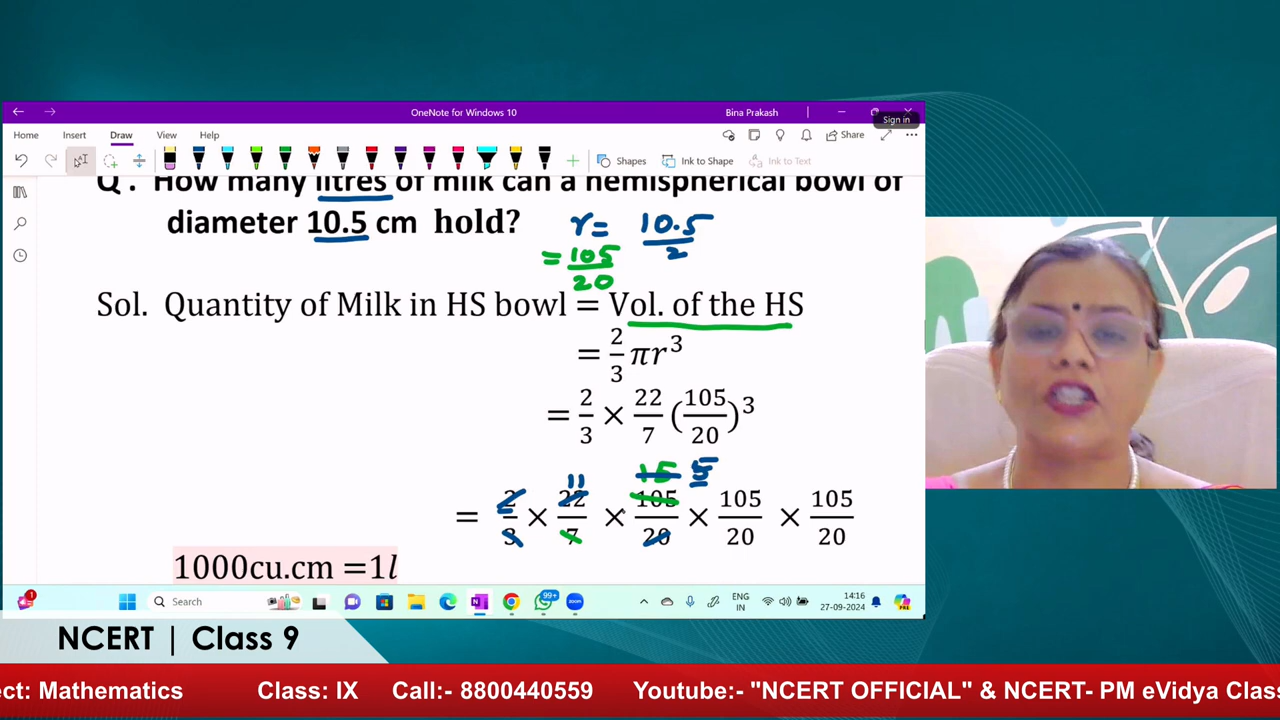 OneNote for Windows 10
Bina Prakash
Sign in
Home Insert Draw View Help
Share
Shapes Ink to Shape Ink to Text
Q . How many litres of milk can a hemispherical bowl of
diameter 10.5 cm hold?
r = 10.5/2
= 105/20
Sol. Quantity of Milk in HS bowl = Vol. of the HS
= 2/3 πr³
= 2/3 × 22/7 (105/20)³
11 15 5
= 2/3 × 22/7 × 105/20 × 105/20 × 105/20
1000cu.cm =1l
1
Search
99+
ENG
IN
14:16
27-09-2024
NCERT | Class 9
ect: Mathematics Class: IX Call:- 8800440559 Youtube:- "NCERT OFFICIAL" & NCERT- PM eVidya Class